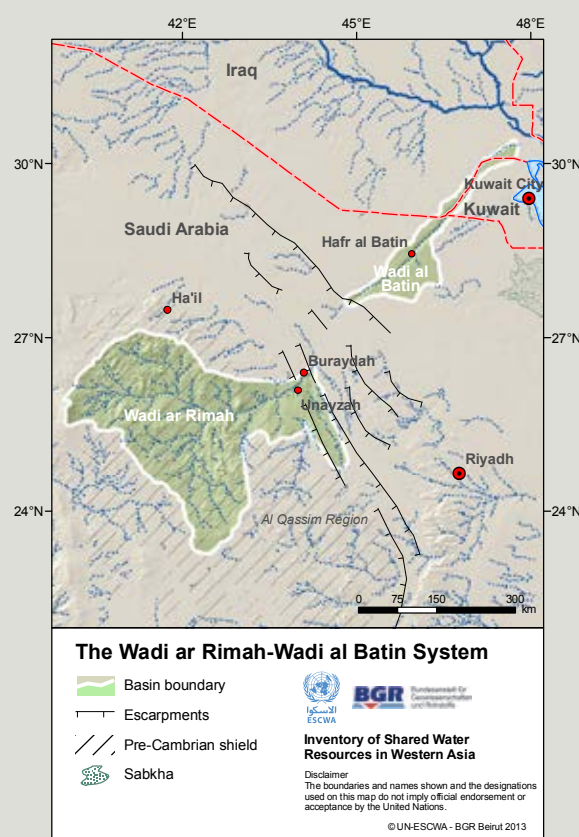 42°E
45°E
48°E
Iraq
30°N
30°N
Kuwait City
Kuwait
Saudi Arabia
Hafr al Batin
Wadi al
Batin
Ha'il
27°N
27°N
Buraydah
Wadi ar Rimah
Unayzah
Riyadh
24°N
24°N
Al Qassim Region
0 75 150 300
km
The Wadi ar Rimah-Wadi al Batin System
Basin boundary
Escarpments
Pre-Cambrian shield
Sabkha
الاسكوا
ESCWA
BGR
Bundesanstalt für
Geowissenschaften
und Rohstoffe
Inventory of Shared Water
Resources in Western Asia
Disclaimer
The boundaries and names shown and the designations
used on this map do not imply official endorsement or
acceptance by the United Nations.
© UN-ESCWA - BGR Beirut 2013